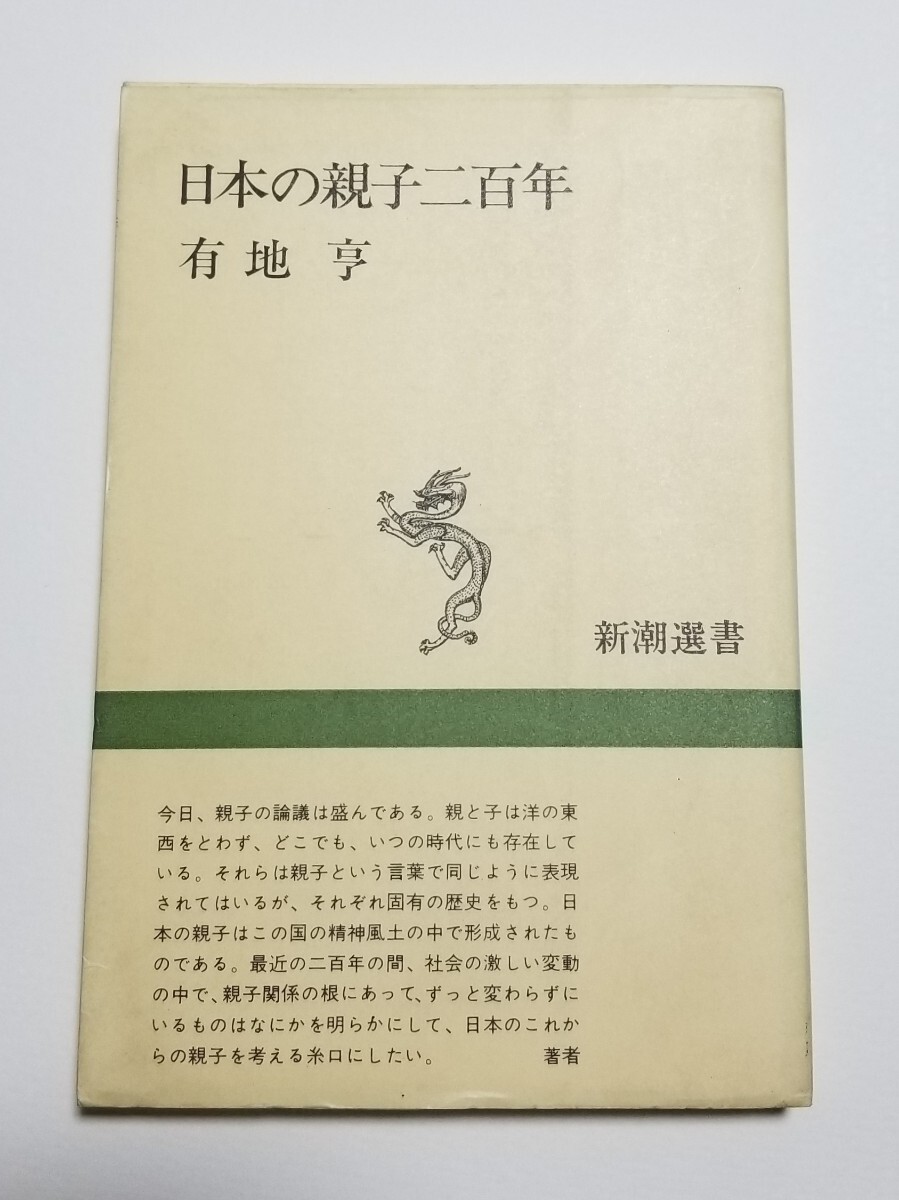 日本の親子二百年
有地 亨
新潮選書
今日、親子の論議は盛んである。親と子は洋の東
西をとわず、どこでも、いつの時代にも存在して
いる。それらは親子という言葉で同じように表現
されてはいるが、それぞれ固有の歴史をもつ。日
本の親子はこの国の精神風土の中で形成されたも
のである。最近の二百年の間、社会の激しい変動
の中で、親子関係の根にあって、ずっと変わらずに
いるものはなにかを明らかにして、日本のこれか
らの親子を考える糸口にしたい。 著者